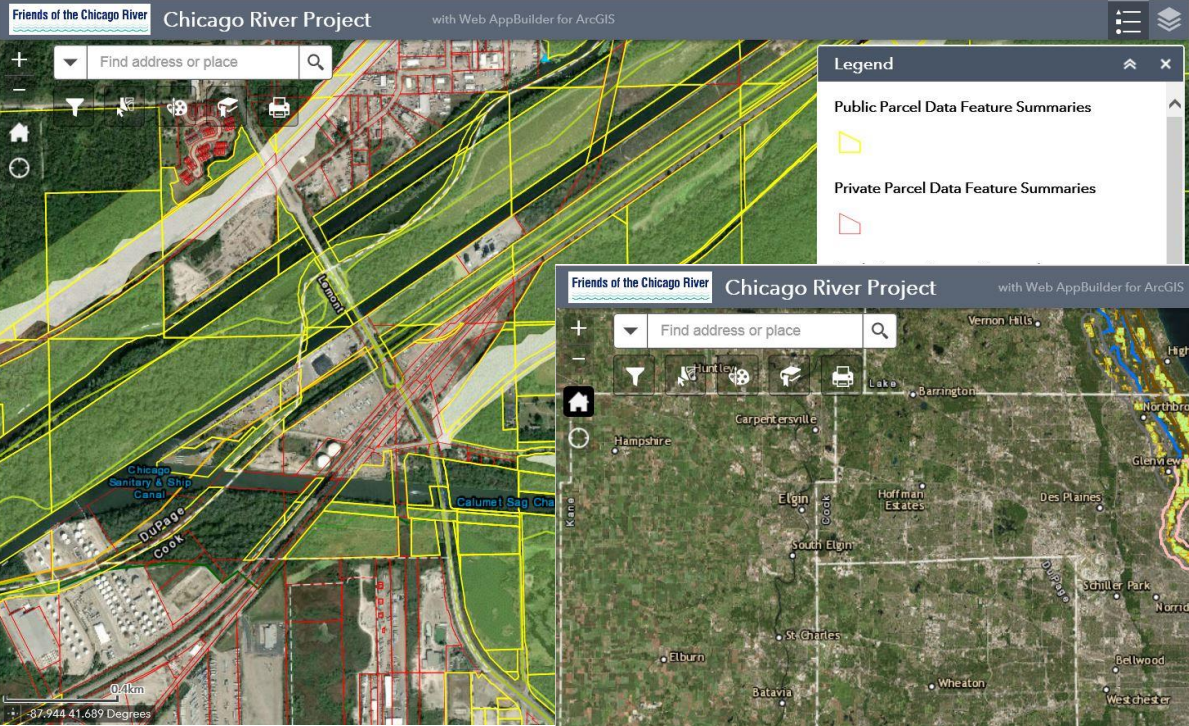 Friends of the Chicago River
Chicago River Project
with Web AppBuilder for ArcGIS
Find address or place
Legend
Public Parcel Data Feature Summaries
Private Parcel Data Feature Summaries
Lemont
Chicago
Sanitary & Ship
Canal
Calumet Sag Cha
DuPage
Cook
0.4km
-87.944 41.689 Degrees
Friends of the Chicago River
Chicago River Project
with Web AppBuilder for ArcGIS
Find address or place
Vernon Hills
Huntley
Lake
High
Barrington
Northbro
Carpentersville
Hampshire
Glenview
Elgin
Hoffman
Estates
Des Plaines
Kane
Cook
South Elgin
DuPage
Schiller Park
Norrid
St Charles
Elburn
Bellwood
Wheaton
Batavia
Westchester